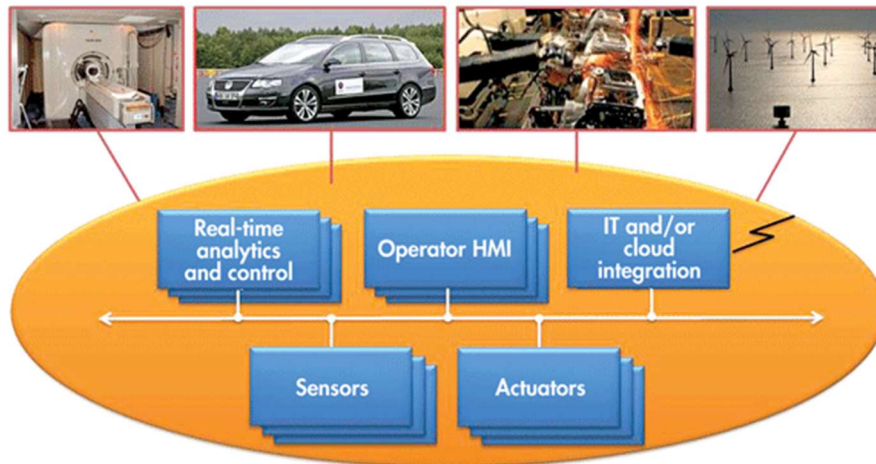 Real-time
analytics
and control
Operator HMI
IT and/or
cloud
integration
Sensors
Actuators